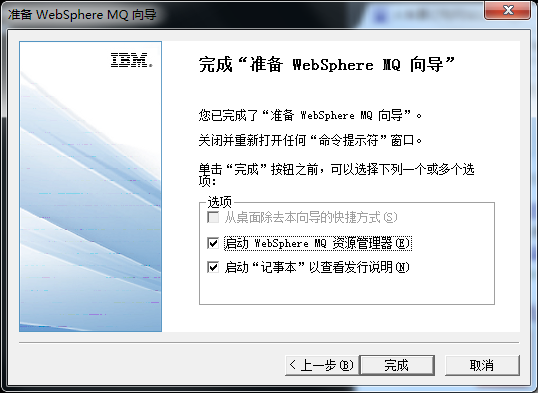 准备 WebSphere MQ 向导
IBM.
完成“准备 WebSphere MQ 向导”
您已完成了“准备 WebSphere MQ 向导”。
关闭并重新打开任何“命令提示符”窗口。
单击“完成”按钮之前，可以选择下列一个或多个选
项：
选项
从桌面除去本向导的快捷方式(S)
启动 WebSphere MQ 资源管理器(E)
启动“记事本”以查看发行说明(N)
< 上一步(B)
完成
取消